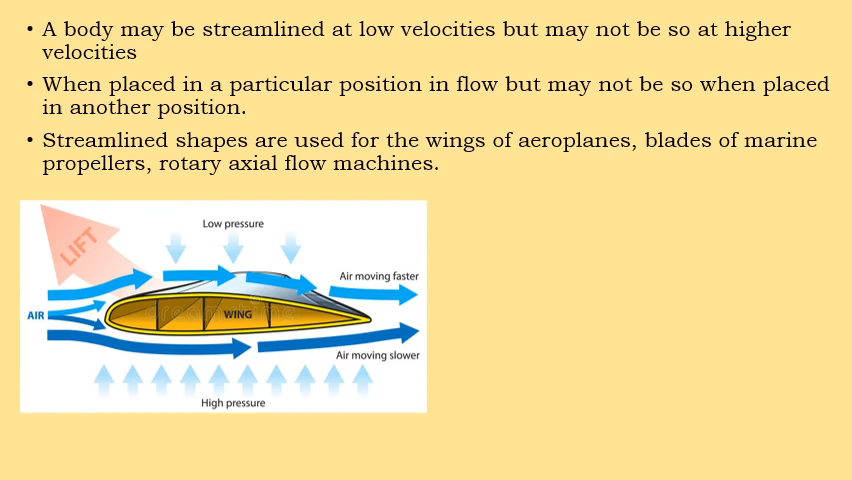 • A body may be streamlined at low velocities but may not be so at higher
velocities
• When placed in a particular position in flow but may not be so when placed
in another position.
• Streamlined shapes are used for the wings of aeroplanes, blades of marine
propellers, rotary axial flow machines.
Low pressure
LIFT
Air moving faster
AIR
WING
Air moving slower
High pressure